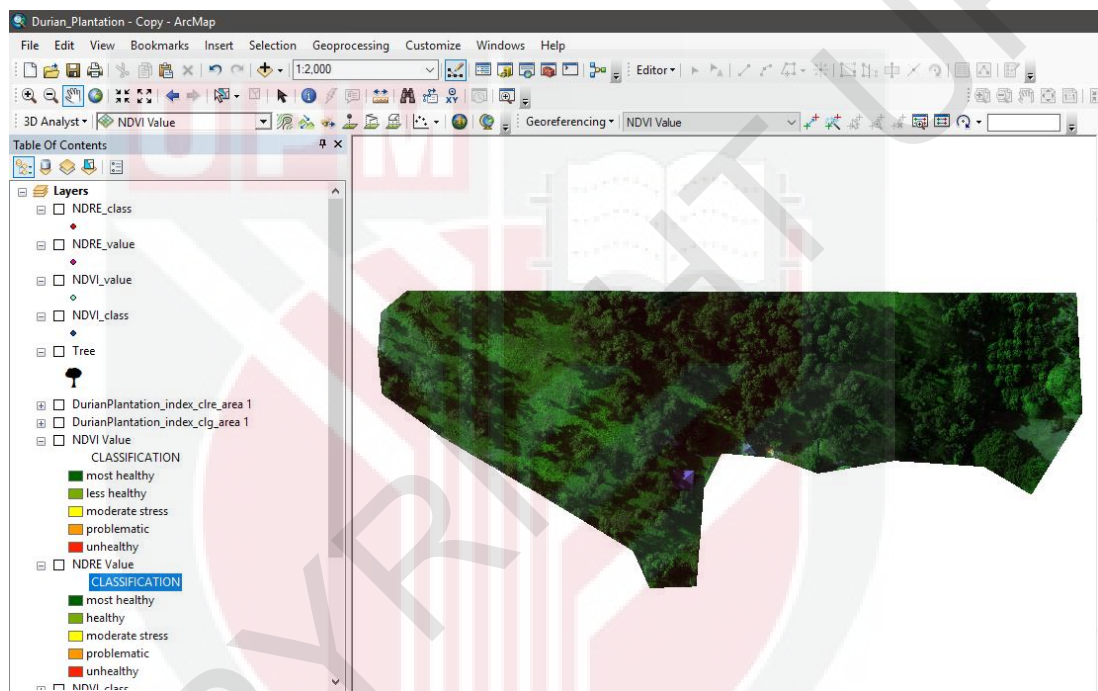 Durian_Plantation - Copy - ArcMap
File Edit View Bookmarks Insert Selection Geoprocessing Customize Windows Help
1:2,000 Editor
3D Analyst NDVI Value Georeferencing NDVI Value
Table Of Contents
Layers
NDRE_class
NDRE_value
NDVI_value
NDVI_class
Tree
DurianPlantation_index_clre_area 1
DurianPlantation_index_clg_area 1
NDVI Value
CLASSIFICATION
most healthy
less healthy
moderate stress
problematic
unhealthy
NDRE Value
CLASSIFICATION
most healthy
healthy
moderate stress
problematic
unhealthy
NDVI_class
UPM
COPYRIGHT UPM